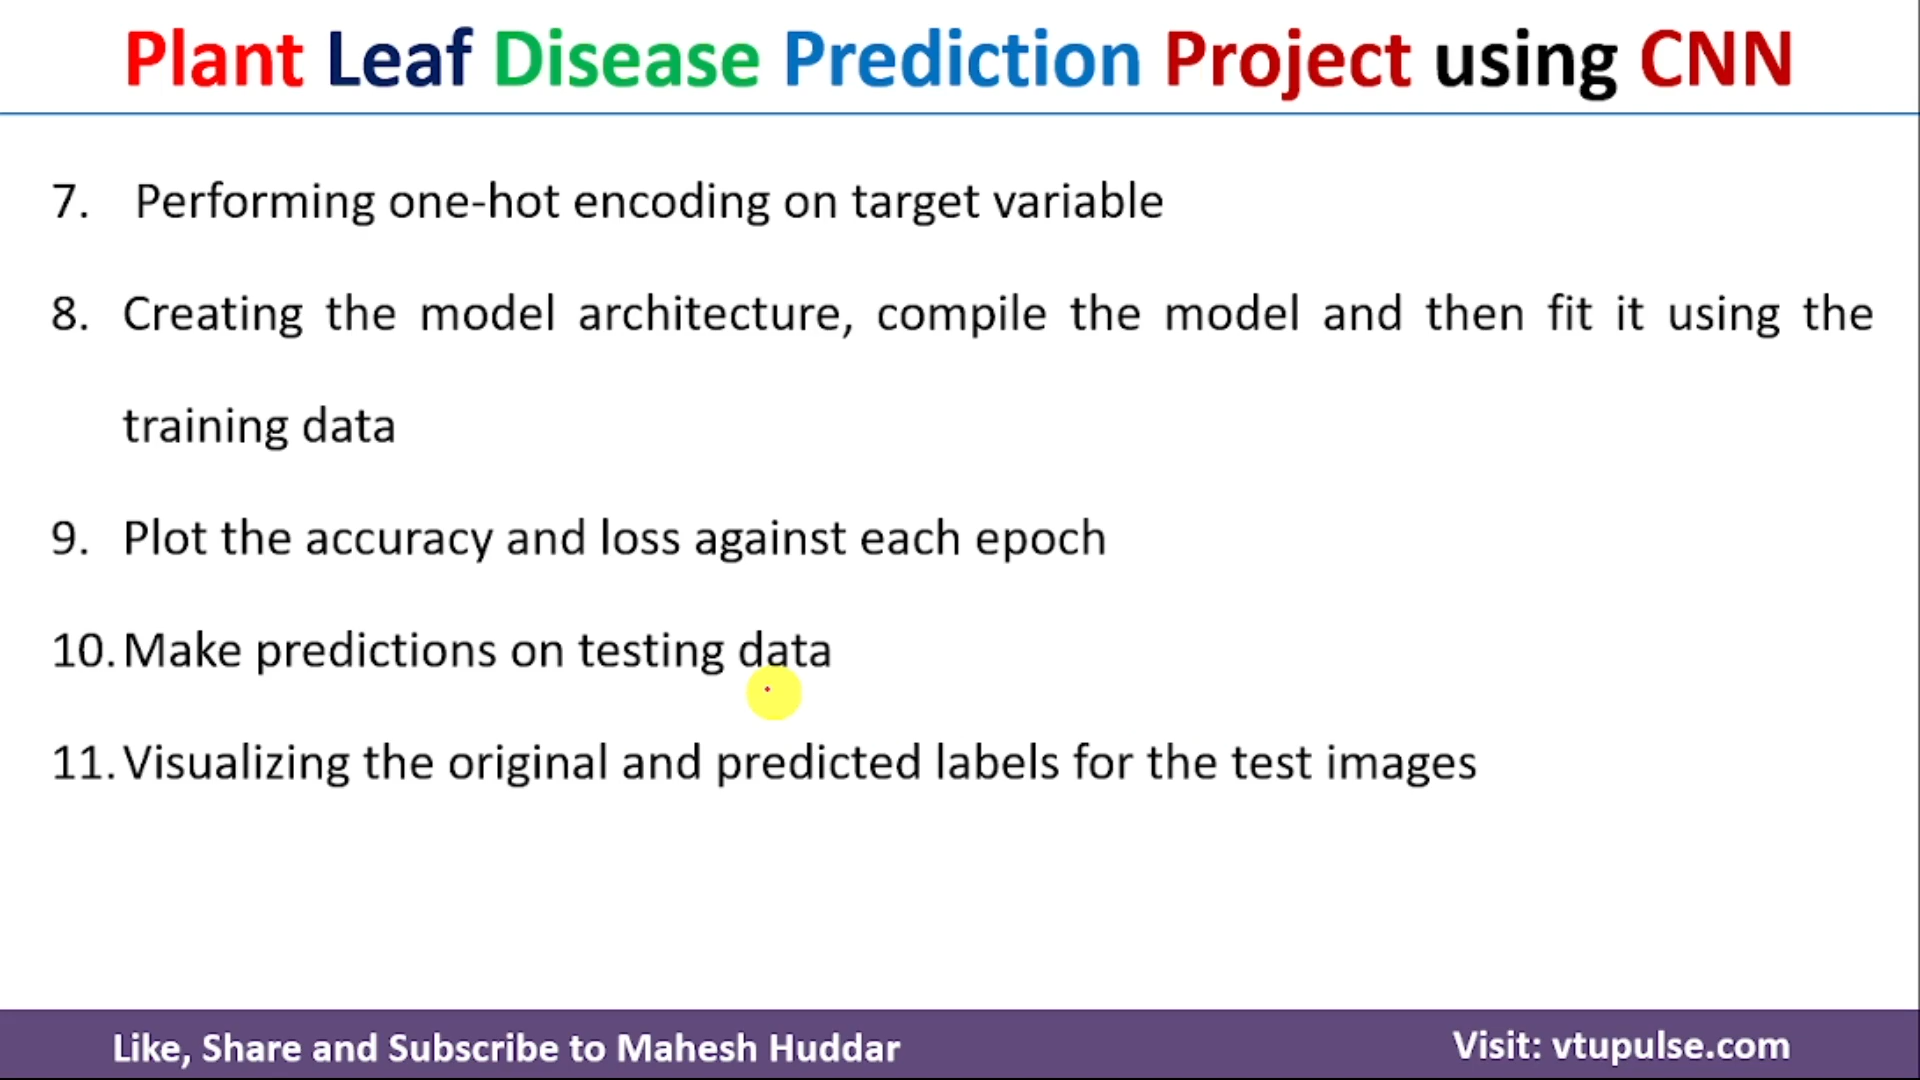 Plant Leaf Disease Prediction Project using CNN
7. Performing one-hot encoding on target variable
8. Creating the model architecture, compile the model and then fit it using the
training data
9. Plot the accuracy and loss against each epoch
10. Make predictions on testing data
11. Visualizing the original and predicted labels for the test images
Like, Share and Subscribe to Mahesh Huddar
Visit: vtupulse.com